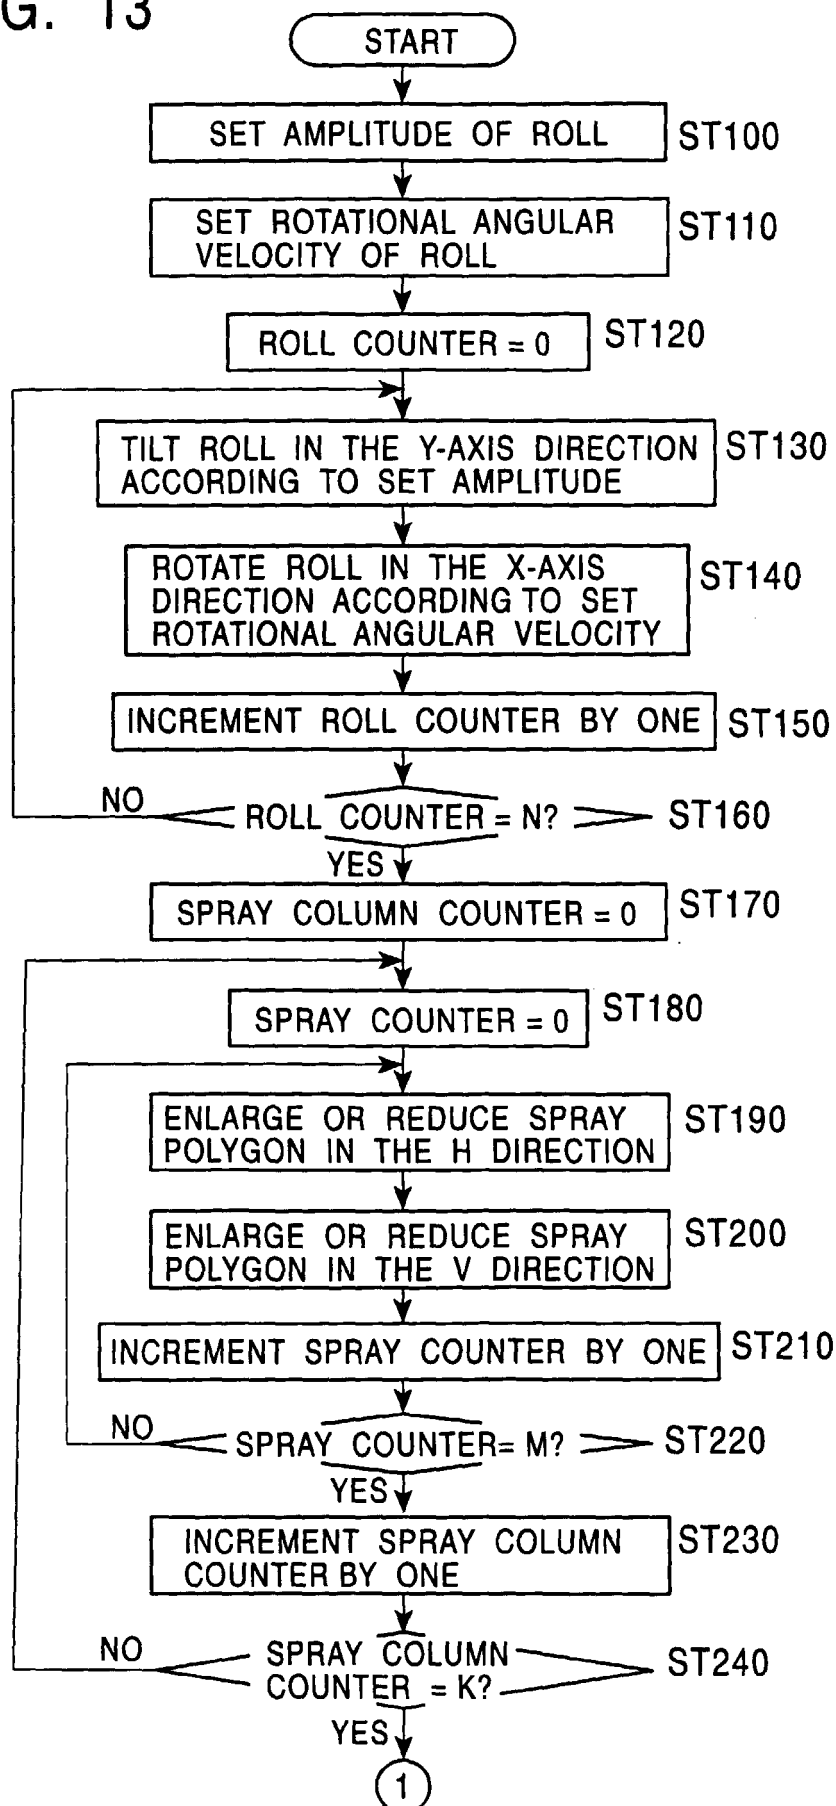 G. 13
START
SET AMPLITUDE OF ROLL
ST100
SET ROTATIONAL ANGULAR
VELOCITY OF ROLL
ST110
ROLL COUNTER = 0
ST120
TILT ROLL IN THE Y-AXIS DIRECTION
ACCORDING TO SET AMPLITUDE
ST130
ROTATE ROLL IN THE X-AXIS
DIRECTION ACCORDING TO SET
ROTATIONAL ANGULAR VELOCITY
ST140
INCREMENT ROLL COUNTER BY ONE
ST150
NO
ROLL COUNTER = N?
ST160
YES
SPRAY COLUMN COUNTER = 0
ST170
SPRAY COUNTER = 0
ST180
ENLARGE OR REDUCE SPRAY
POLYGON IN THE H DIRECTION
ST190
ENLARGE OR REDUCE SPRAY
POLYGON IN THE V DIRECTION
ST200
INCREMENT SPRAY COUNTER BY ONE
ST210
NO
SPRAY COUNTER= M?
ST220
YES
INCREMENT SPRAY COLUMN
COUNTER BY ONE
ST230
NO
SPRAY COLUMN
COUNTER = K?
ST240
YES
1